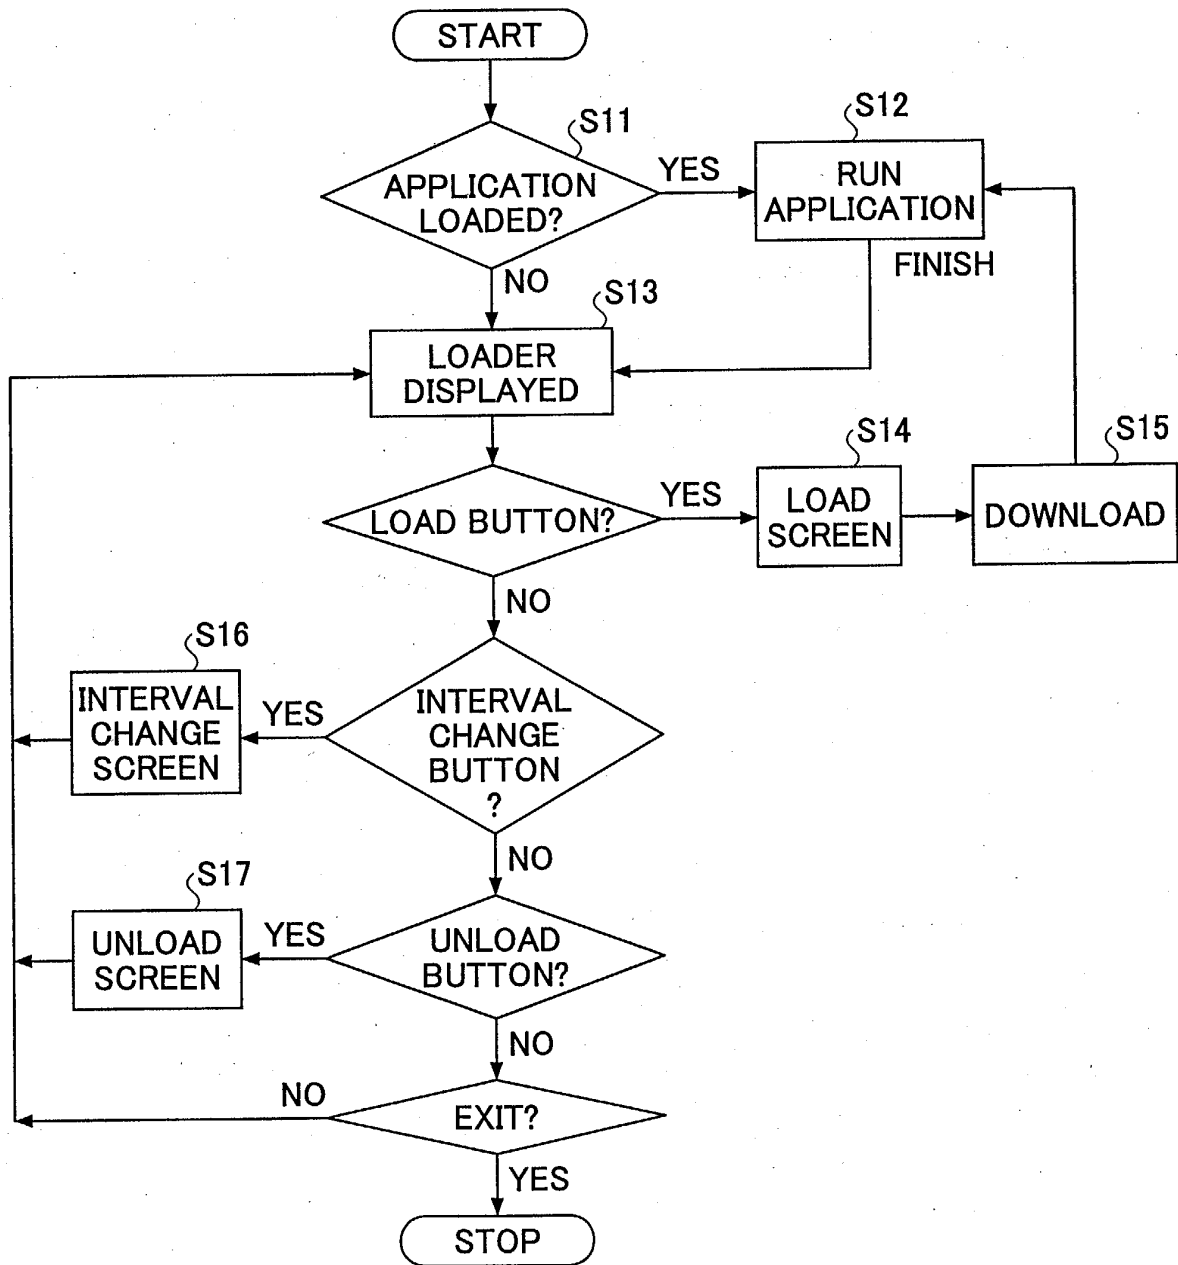 START
S11
S12
APPLICATION
LOADED?
YES
RUN
APPLICATION
NO
FINISH
S13
LOADER
DISPLAYED
S14
S15
LOAD BUTTON?
YES
LOAD
SCREEN
DOWNLOAD
NO
S16
INTERVAL
CHANGE
SCREEN
YES
INTERVAL
CHANGE
BUTTON
?
NO
S17
UNLOAD
SCREEN
YES
UNLOAD
BUTTON?
NO
NO
EXIT?
YES
STOP